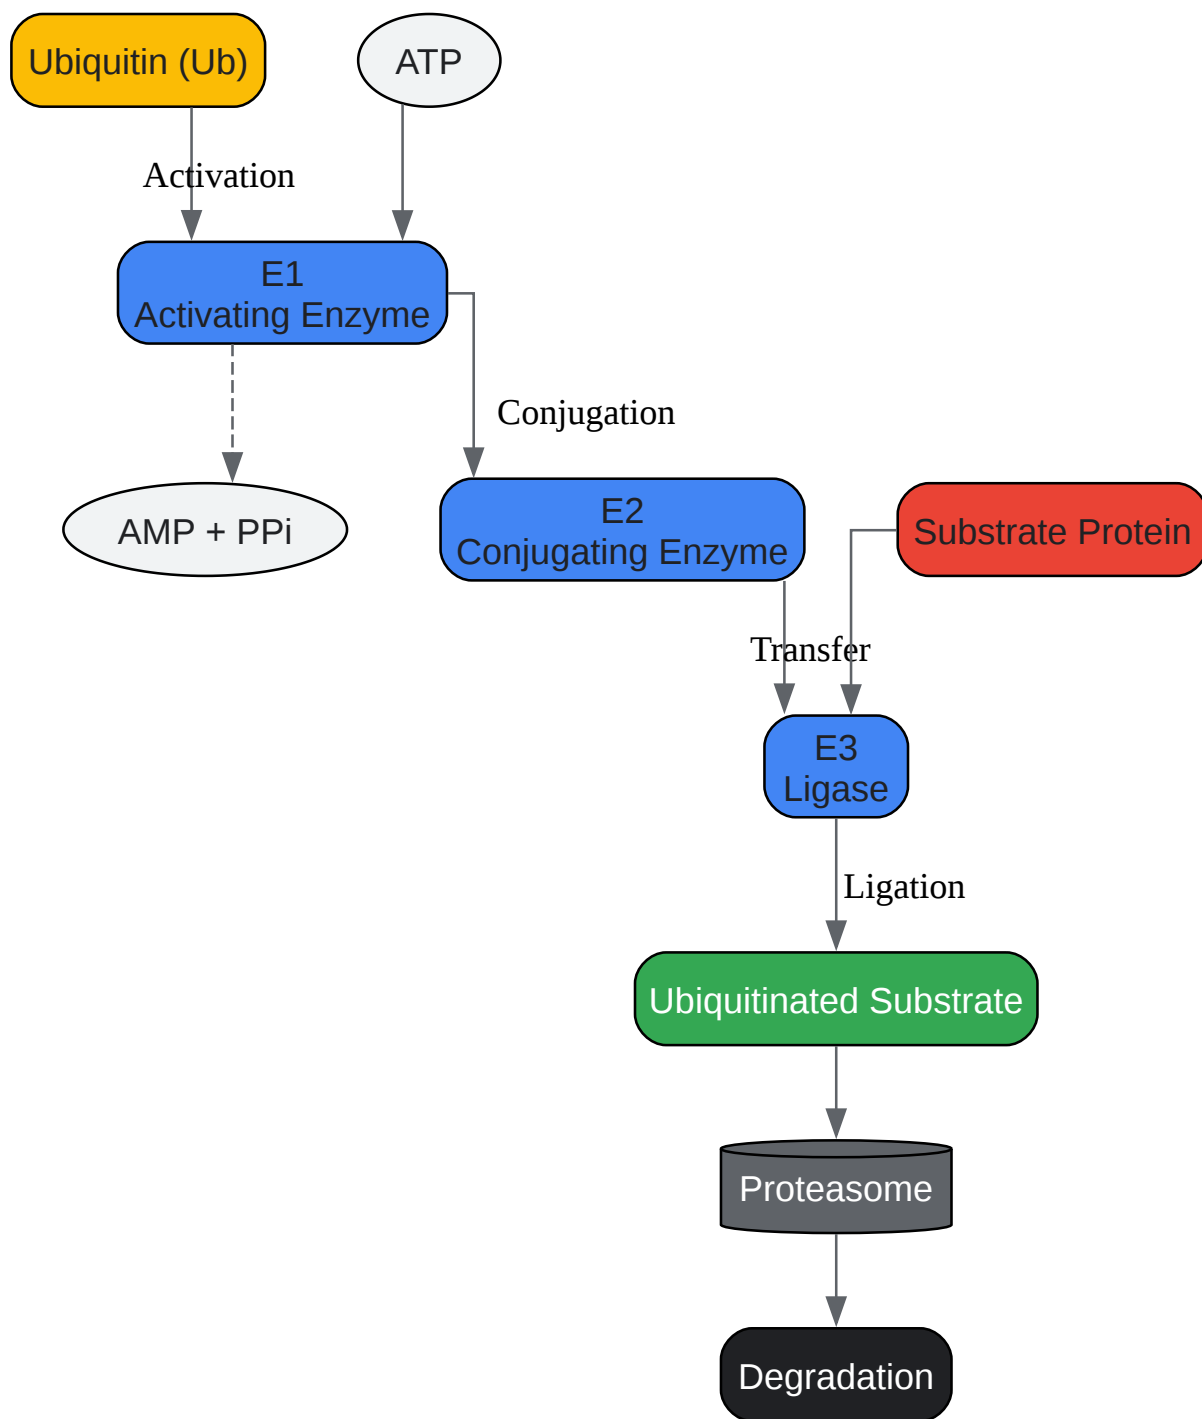 Ubiquitin (Ub)
ATP
Activation
E1
Activating Enzyme
Conjugation
AMP + PPi
E2
Conjugating Enzyme
Substrate Protein
Transfer
E3
Ligase
Ligation
Ubiquitinated Substrate
Proteasome
Degradation